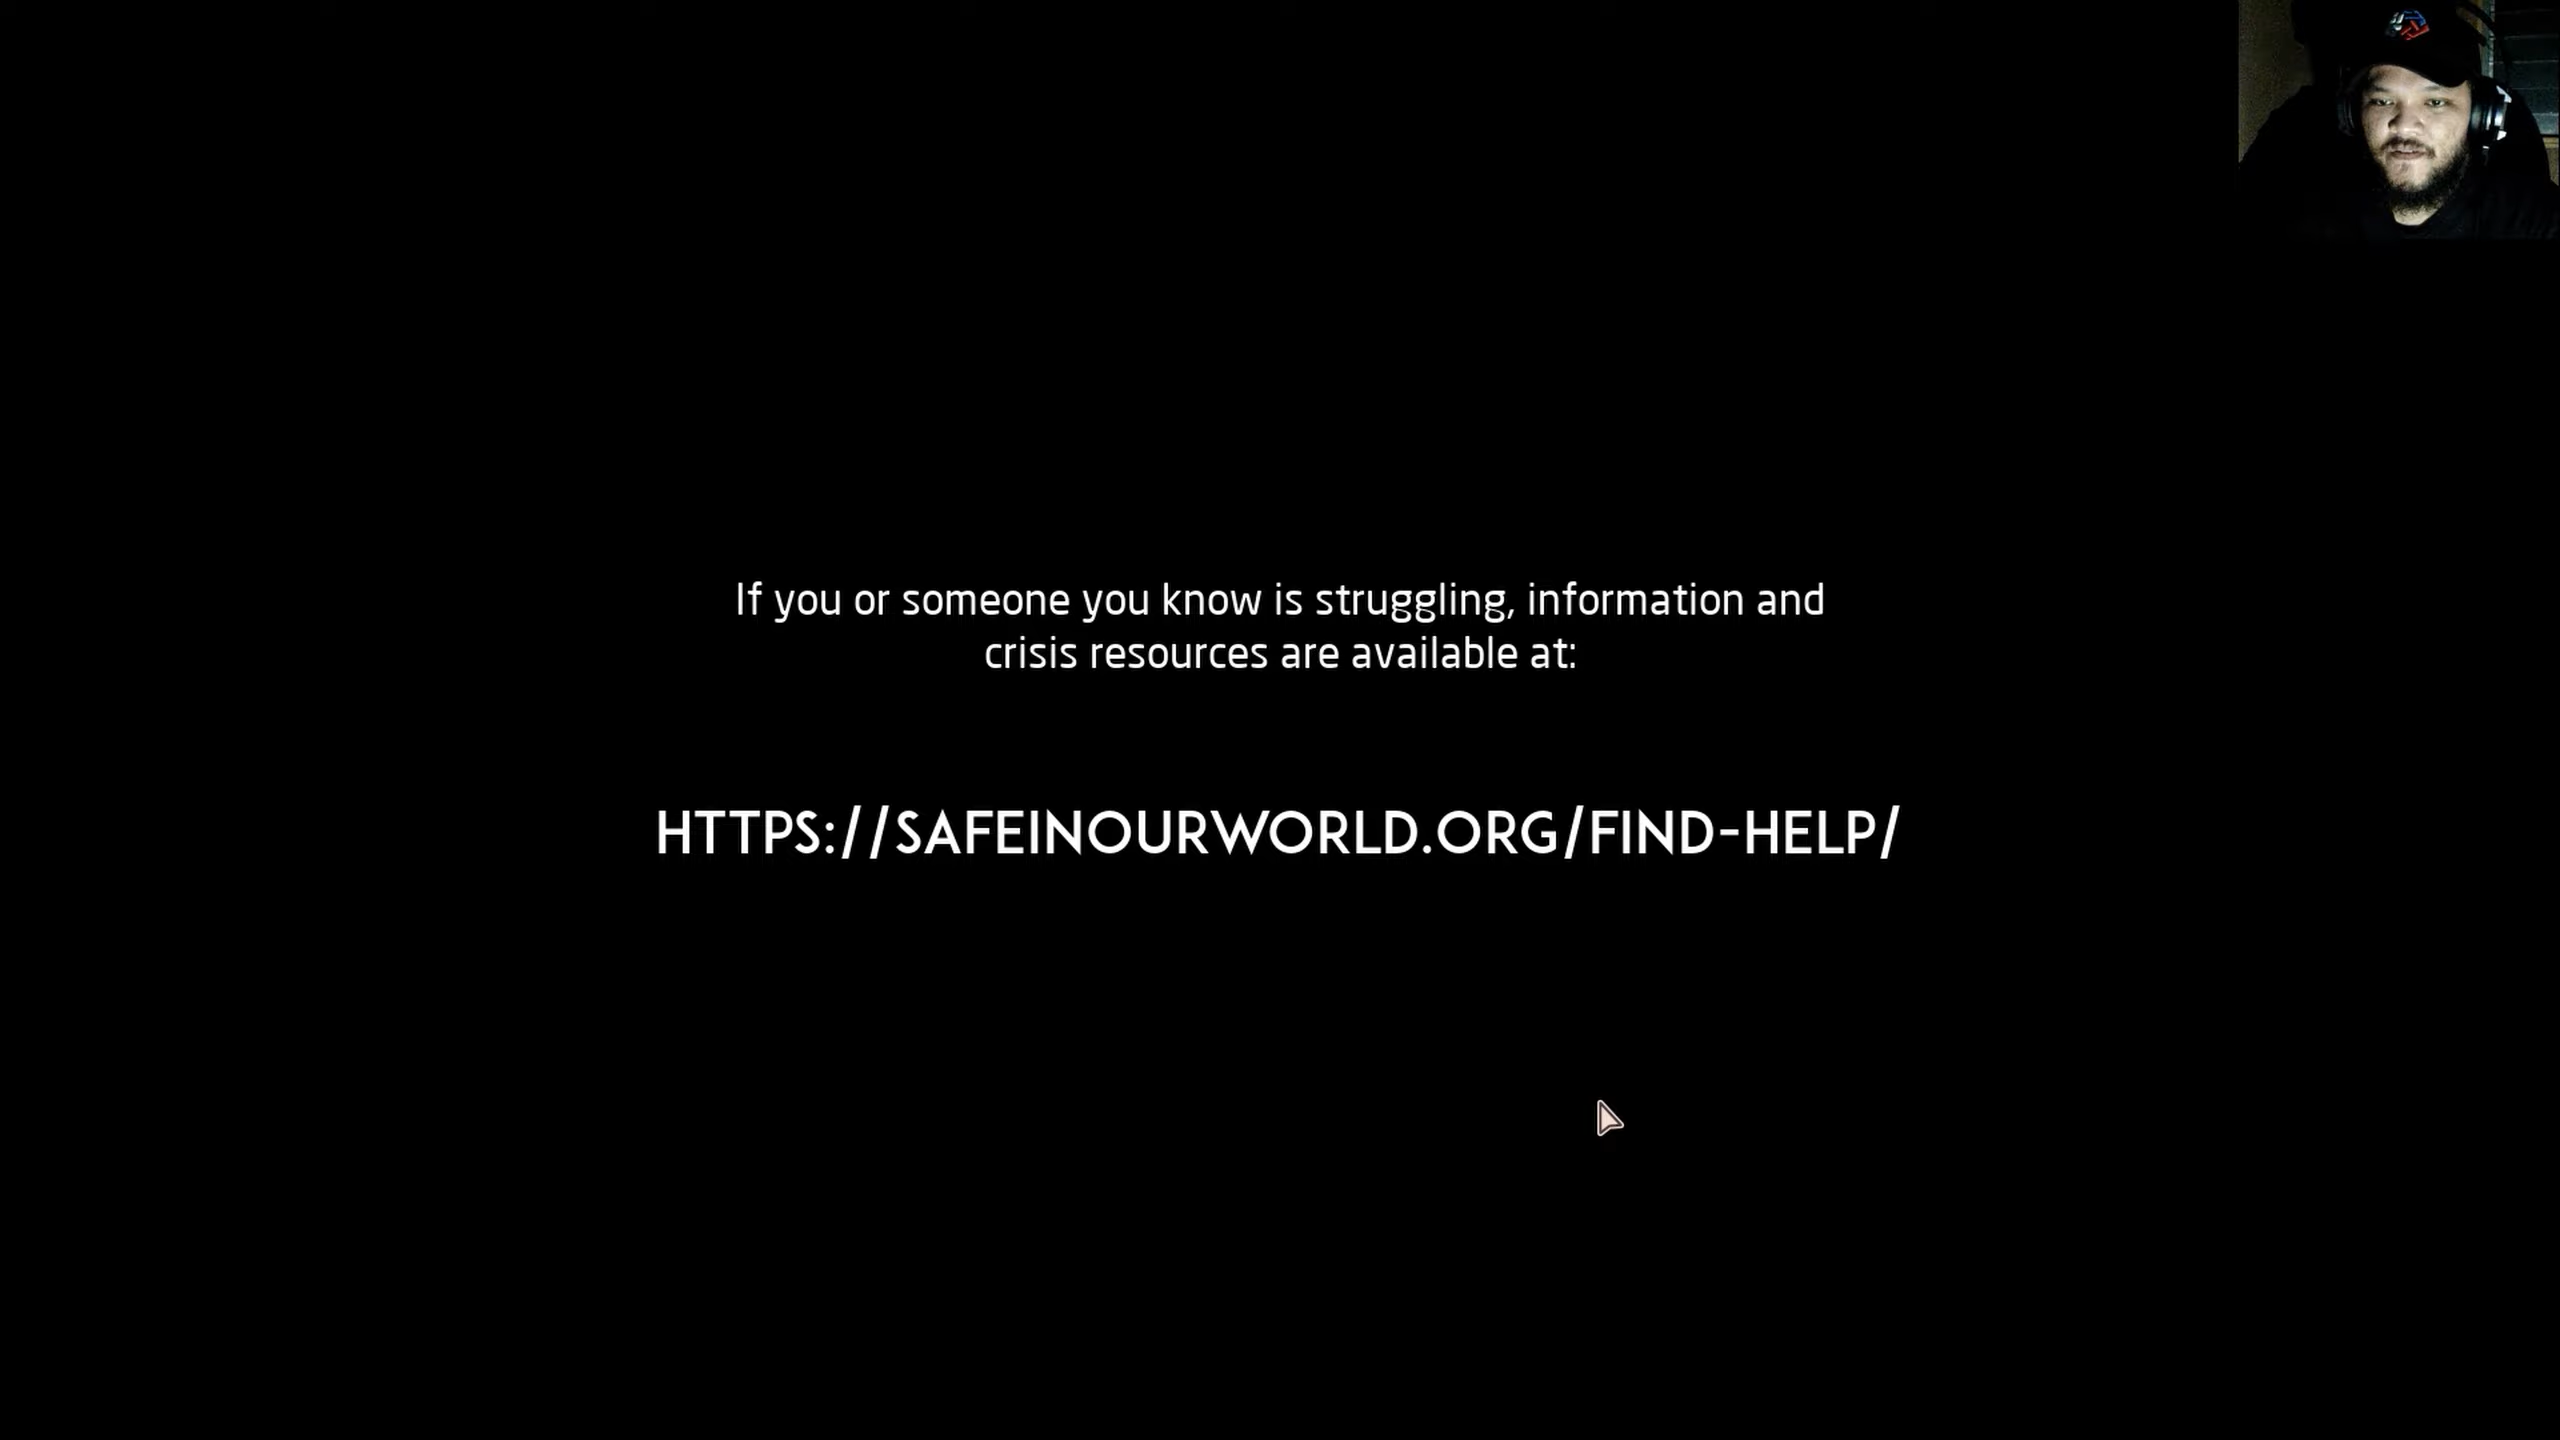 If you or someone you know is struggling, information and
crisis resources are available at:
HTTPS://SAFEINOURWORLD.ORG/FIND-HELP/